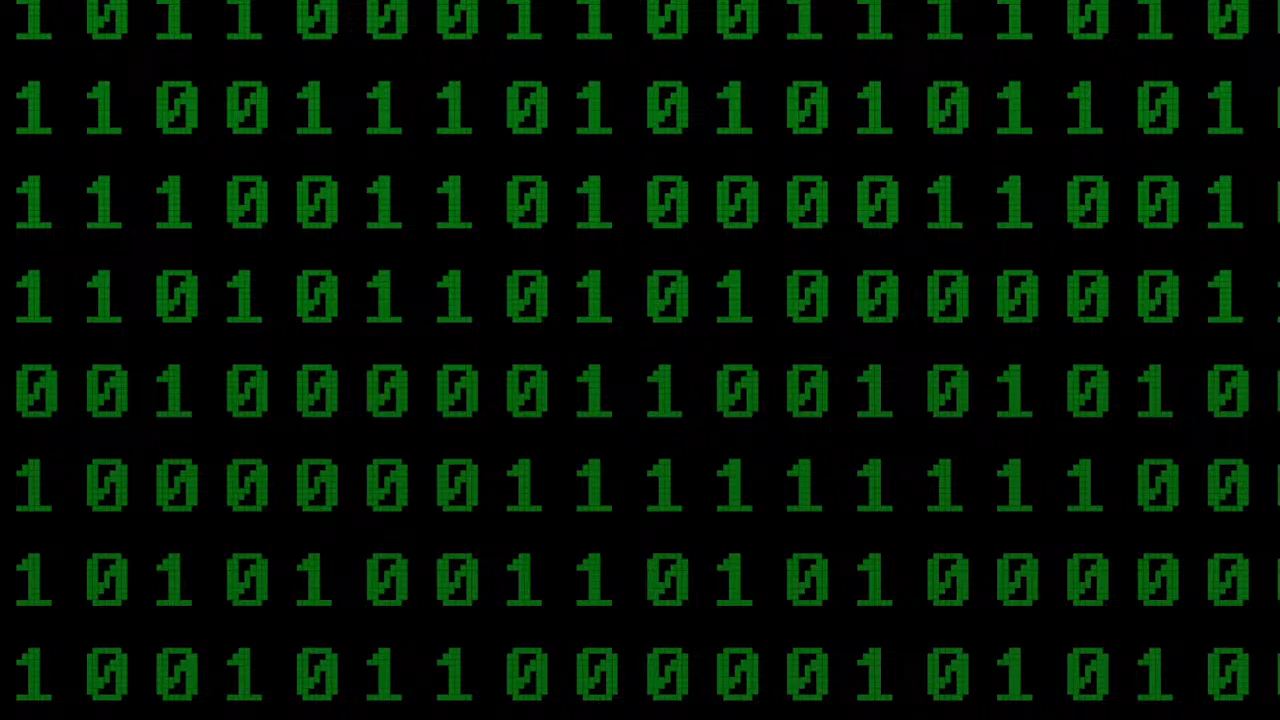 1 0 1 1 0 0 0 1 1 0 0 1 1 1 1 0 1 0
1 1 0 0 1 1 1 0 1 0 1 0 1 0 1 1 0 1
1 1 1 0 0 1 1 0 1 0 0 0 0 1 1 0 0 1
1 1 0 1 0 1 1 0 1 0 1 0 0 0 0 0 0 1
0 0 1 0 0 0 0 0 1 1 0 0 1 0 1 0 1 0
1 0 0 0 0 0 0 1 1 1 1 1 1 1 1 1 0 0
1 0 1 0 1 0 0 1 1 0 1 0 1 0 0 0 0 0
1 0 0 1 0 1 1 0 0 0 0 0 1 0 1 0 1 0